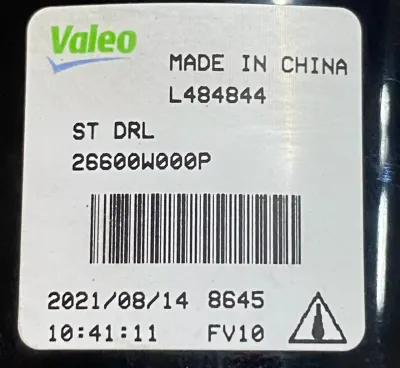 Valeo
MADE IN CHINA
L484844
ST DRL
26600W000P
2021/08/14 8645
10:41:11 FV10